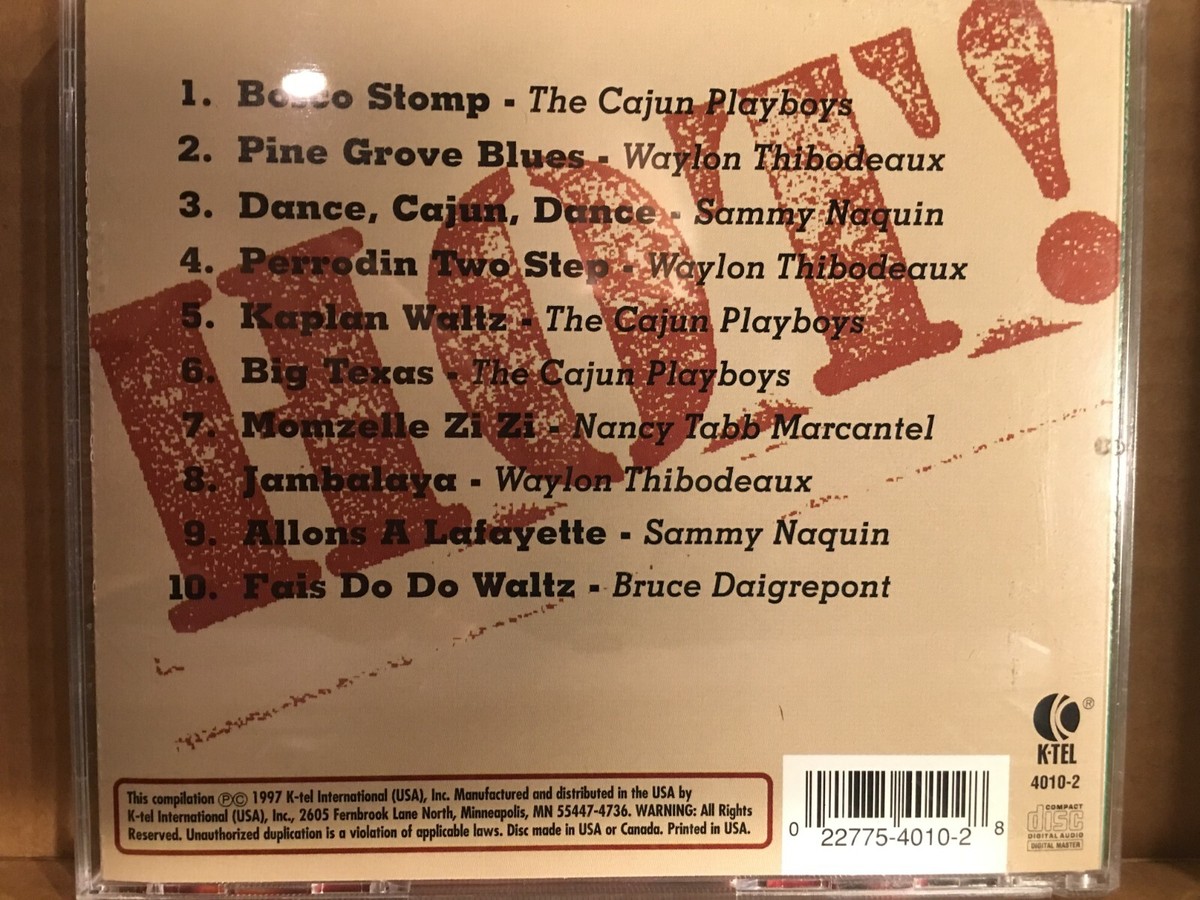 HOT!
1. Bosco Stomp - The Cajun Playboys
2. Pine Grove Blues - Waylon Thibodeaux
3. Dance, Cajun, Dance - Sammy Naquin
4. Perrodin Two Step - Waylon Thibodeaux
5. Kaplan Waltz - The Cajun Playboys
6. Big Texas - The Cajun Playboys
7. Momzelle Zi Zi - Nancy Tabb Marcantel
8. Jambalaya - Waylon Thibodeaux
9. Allons A Lafayette - Sammy Naquin
10. Fais Do Do Waltz - Bruce Daigrepont
This compilation ℗© 1997 K-tel International (USA), Inc. Manufactured and distributed in the USA by
K-tel International (USA), Inc., 2605 Fernbrook Lane North, Minneapolis, MN 55447-4736. WARNING: All Rights
Reserved. Unauthorized duplication is a violation of applicable laws. Disc made in USA or Canada. Printed in USA.
0 22775-4010-2 8
®
K-TEL
4010-2
COMPACT
disc
DIGITAL AUDIO
DIGITAL MASTER